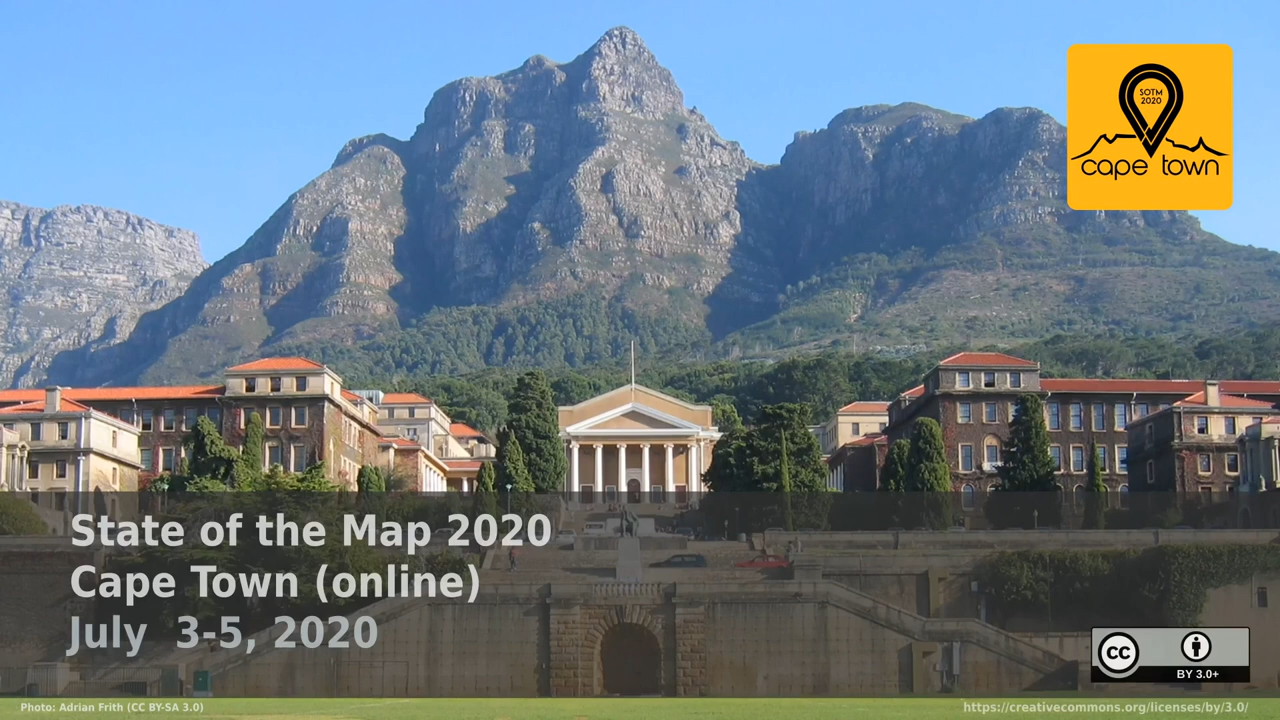 SOTM
2020
cape town
State of the Map 2020
Cape Town (online)
July 3-5, 2020
cc
BY 3.0+
Photo: Adrian Frith (CC BY-SA 3.0)
https://creativecommons.org/licenses/by/3.0/